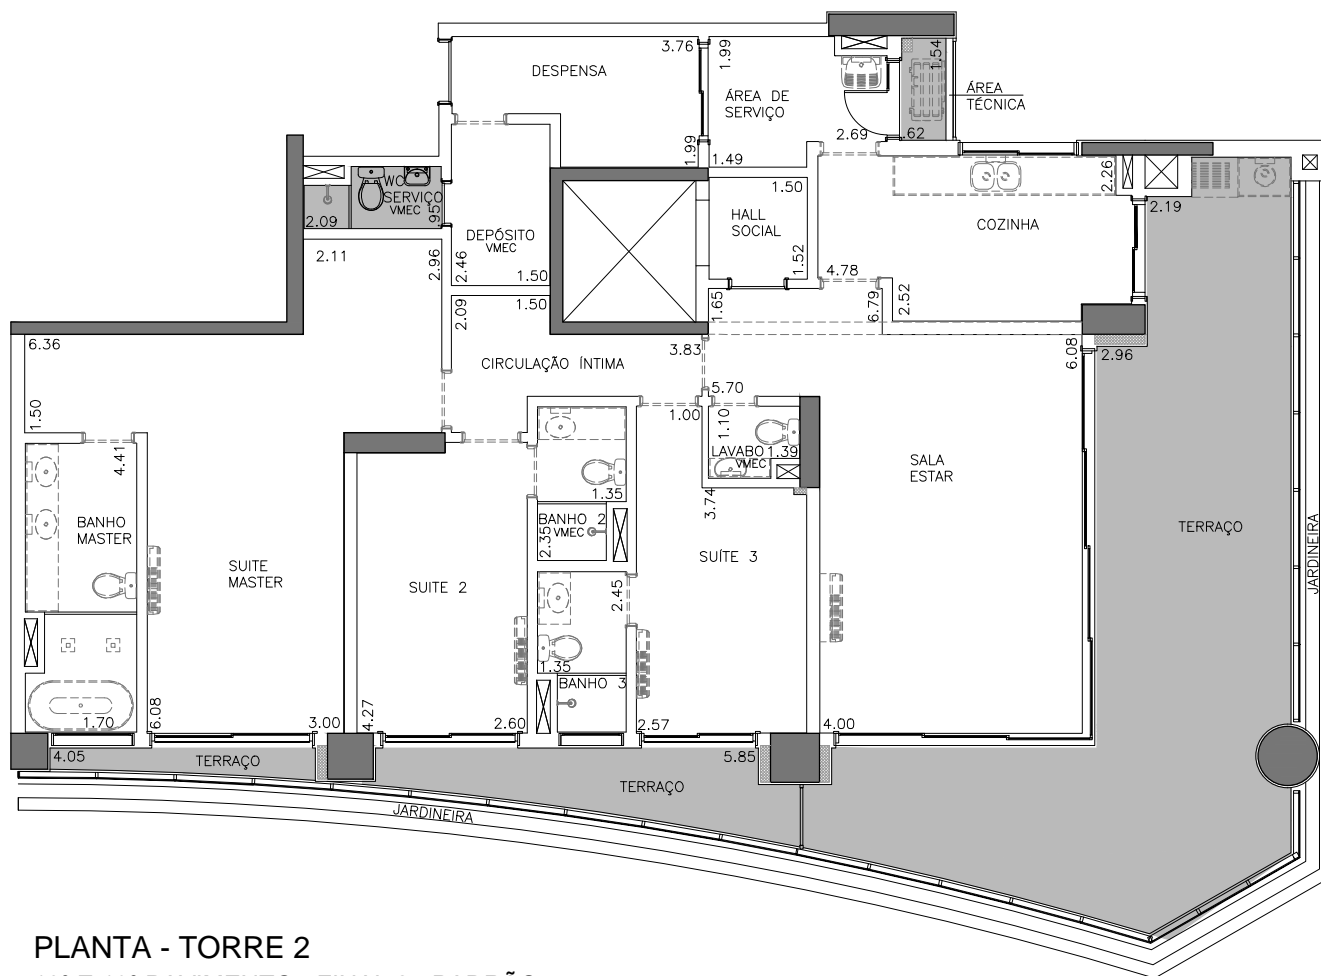 3.76
1.99
1.54
DESPENSA
ÁREA DE
SERVIÇO
ÁREA
TÉCNICA
1.99
2.69
.62
1.49
WC
SERVIÇO
VMEC
.95
2.09
1.50
2.26
2.19
HALL
SOCIAL
COZINHA
DEPÓSITO
VMEC
2.11
2.96
2.46
1.50
1.52
4.78
2.09
1.50
1.65
6.79
2.52
6.36
CIRCULAÇÃO ÍNTIMA
3.83
6.08
2.96
5.70
1.50
1.00
1.10
4.41
LAVABO
VMEC
1.39
SALA
ESTAR
1.35
3.74
BANHO
MASTER
BANHO 2
VMEC
2.35
TERRAÇO
JARDINEIRA
SUITE
MASTER
SUITE 2
SUÍTE 3
2.45
1.35
BANHO 3
1.70
6.08
3.00
4.27
2.60
2.57
4.00
4.05
TERRAÇO
5.85
TERRAÇO
JARDINEIRA
PLANTA - TORRE 2